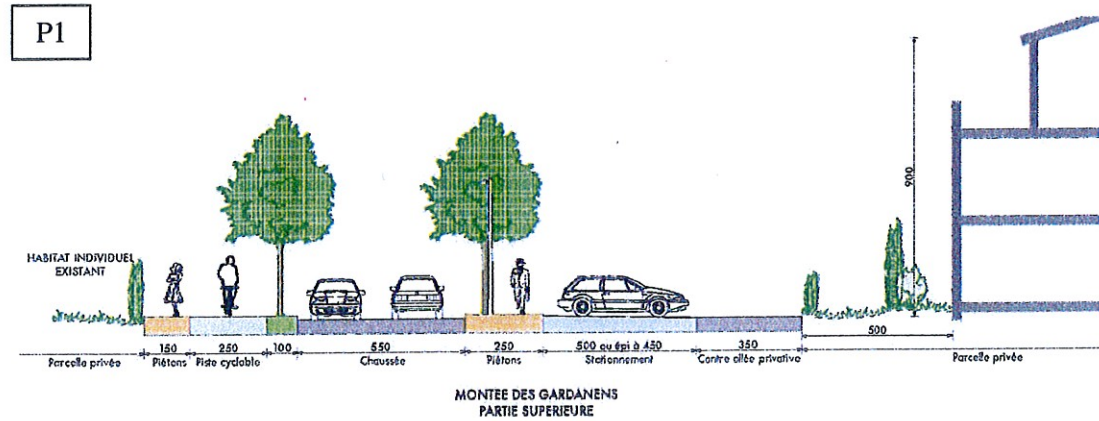 P1
900
HABITAT INDIVIDUEL
EXISTANT
150 250 100 550 250 500 ou épi à 450 350 500
Parcelle privée Piétons Piste cyclable Chaussée Piétons Stationnement Contre allée privative Parcelle privée
MONTEE DES GARDANENS
PARTIE SUPERIEURE